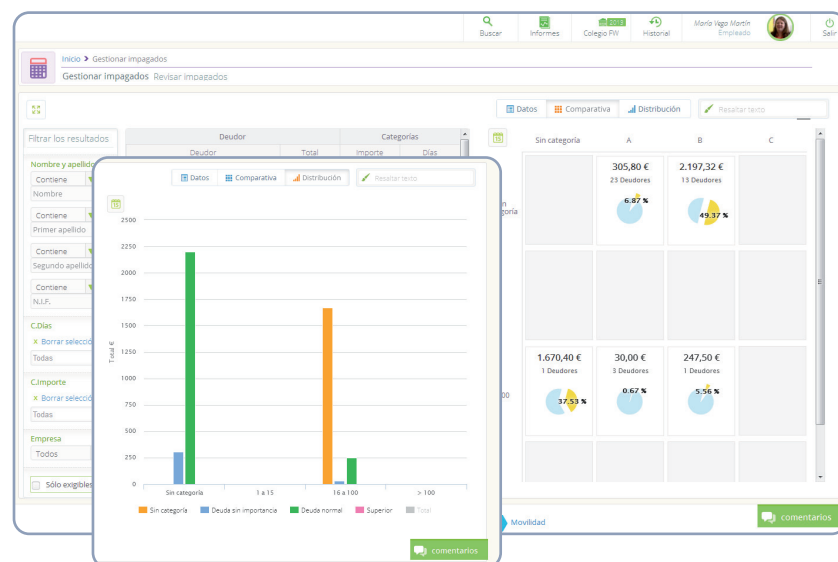 Buscar
Informes
2013
Colegio FW
Historial
María Vega Martín
Empleado
Salir
Inicio > Gestionar impagados
Gestionar impagados Revisar impagados
Datos
Comparativa
Distribución
Resaltar texto
Filtrar los resultados
Nombre y apellido
Contiene
Nombre
Contiene
Primer apellido
Contiene
Segundo apellido
Contiene
N.I.F.
C.Días
x Borrar selecció
Todas
C.Importe
x Borrar selecció
Todas
Empresa
Todos
Sólo exigibles
Deudor
Categorías
Deudor
Total
Importe
Días
Datos
Comparativa
Distribución
Resaltar texto
Total €
2500
2250
2000
1750
1500
1250
1000
750
500
250
0
Sin categoría
1 a 15
16 a 100
> 100
Sin categoría
Deuda sin importancia
Deuda normal
Superior
Total
comentarios
Sin categoría
A
B
C
goría
305,80 €
23 Deudores
6.87 %
2.197,32 €
13 Deudores
49.37 %
00
1.670,40 €
1 Deudores
37.53 %
30,00 €
3 Deudores
0.67 %
247,50 €
1 Deudores
5.56 %
Movilidad
comentarios